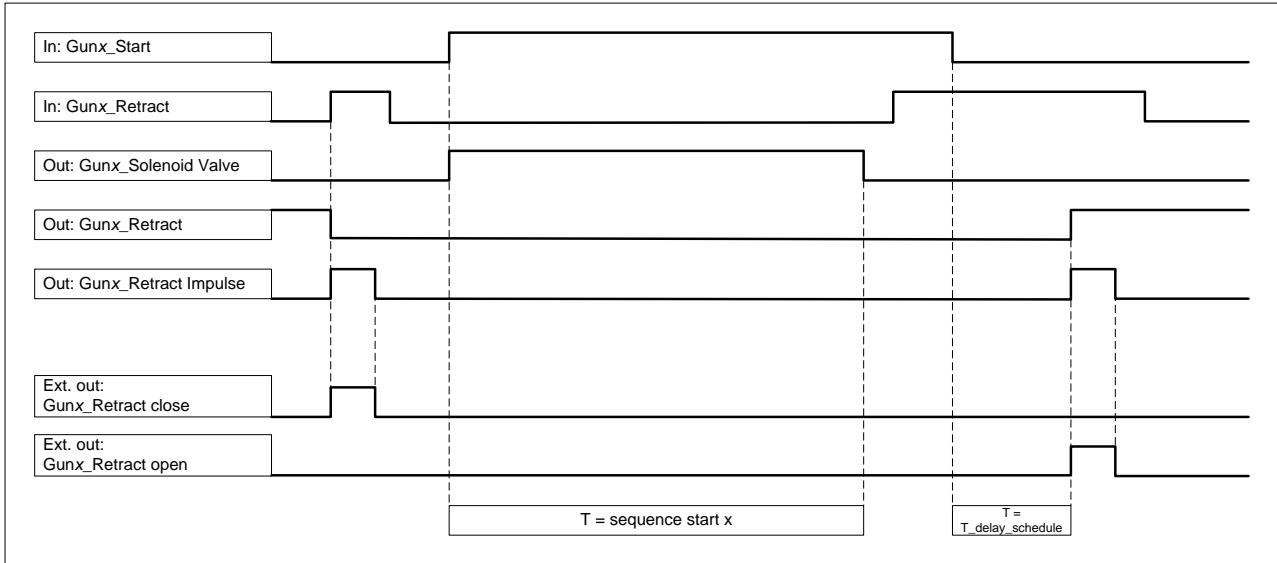 In: Gunx_Start
In: Gunx_Retract
Out: Gunx_Solenoid Valve
Out: Gunx_Retract
Out: Gunx_Retract Impulse
Ext. out:
Gunx_Retract close
Ext. out:
Gunx_Retract open
T = sequence start x
T =
T_delay_schedule